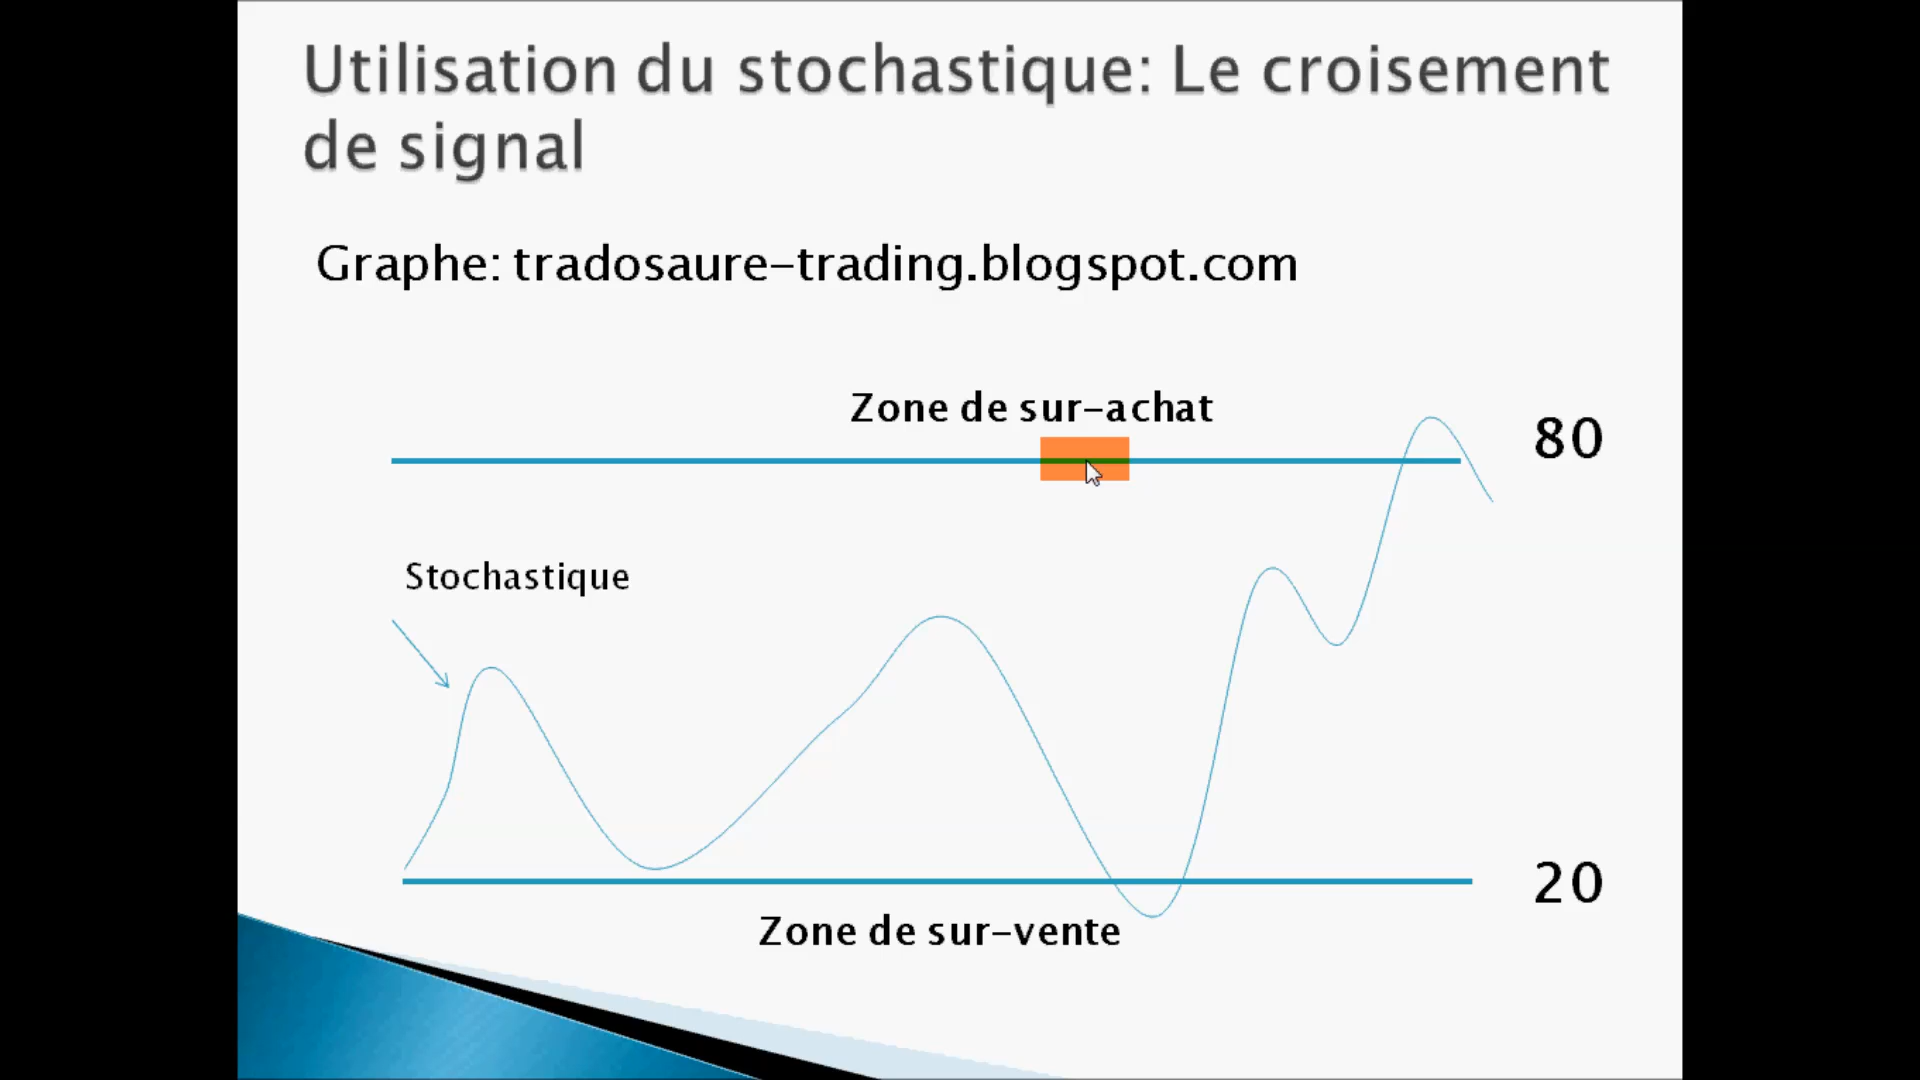 Utilisation du stochastique: Le croisement
de signal
Graphe: tradosaure-trading.blogspot.com
Zone de sur-achat
80
Stochastique
20
Zone de sur-vente